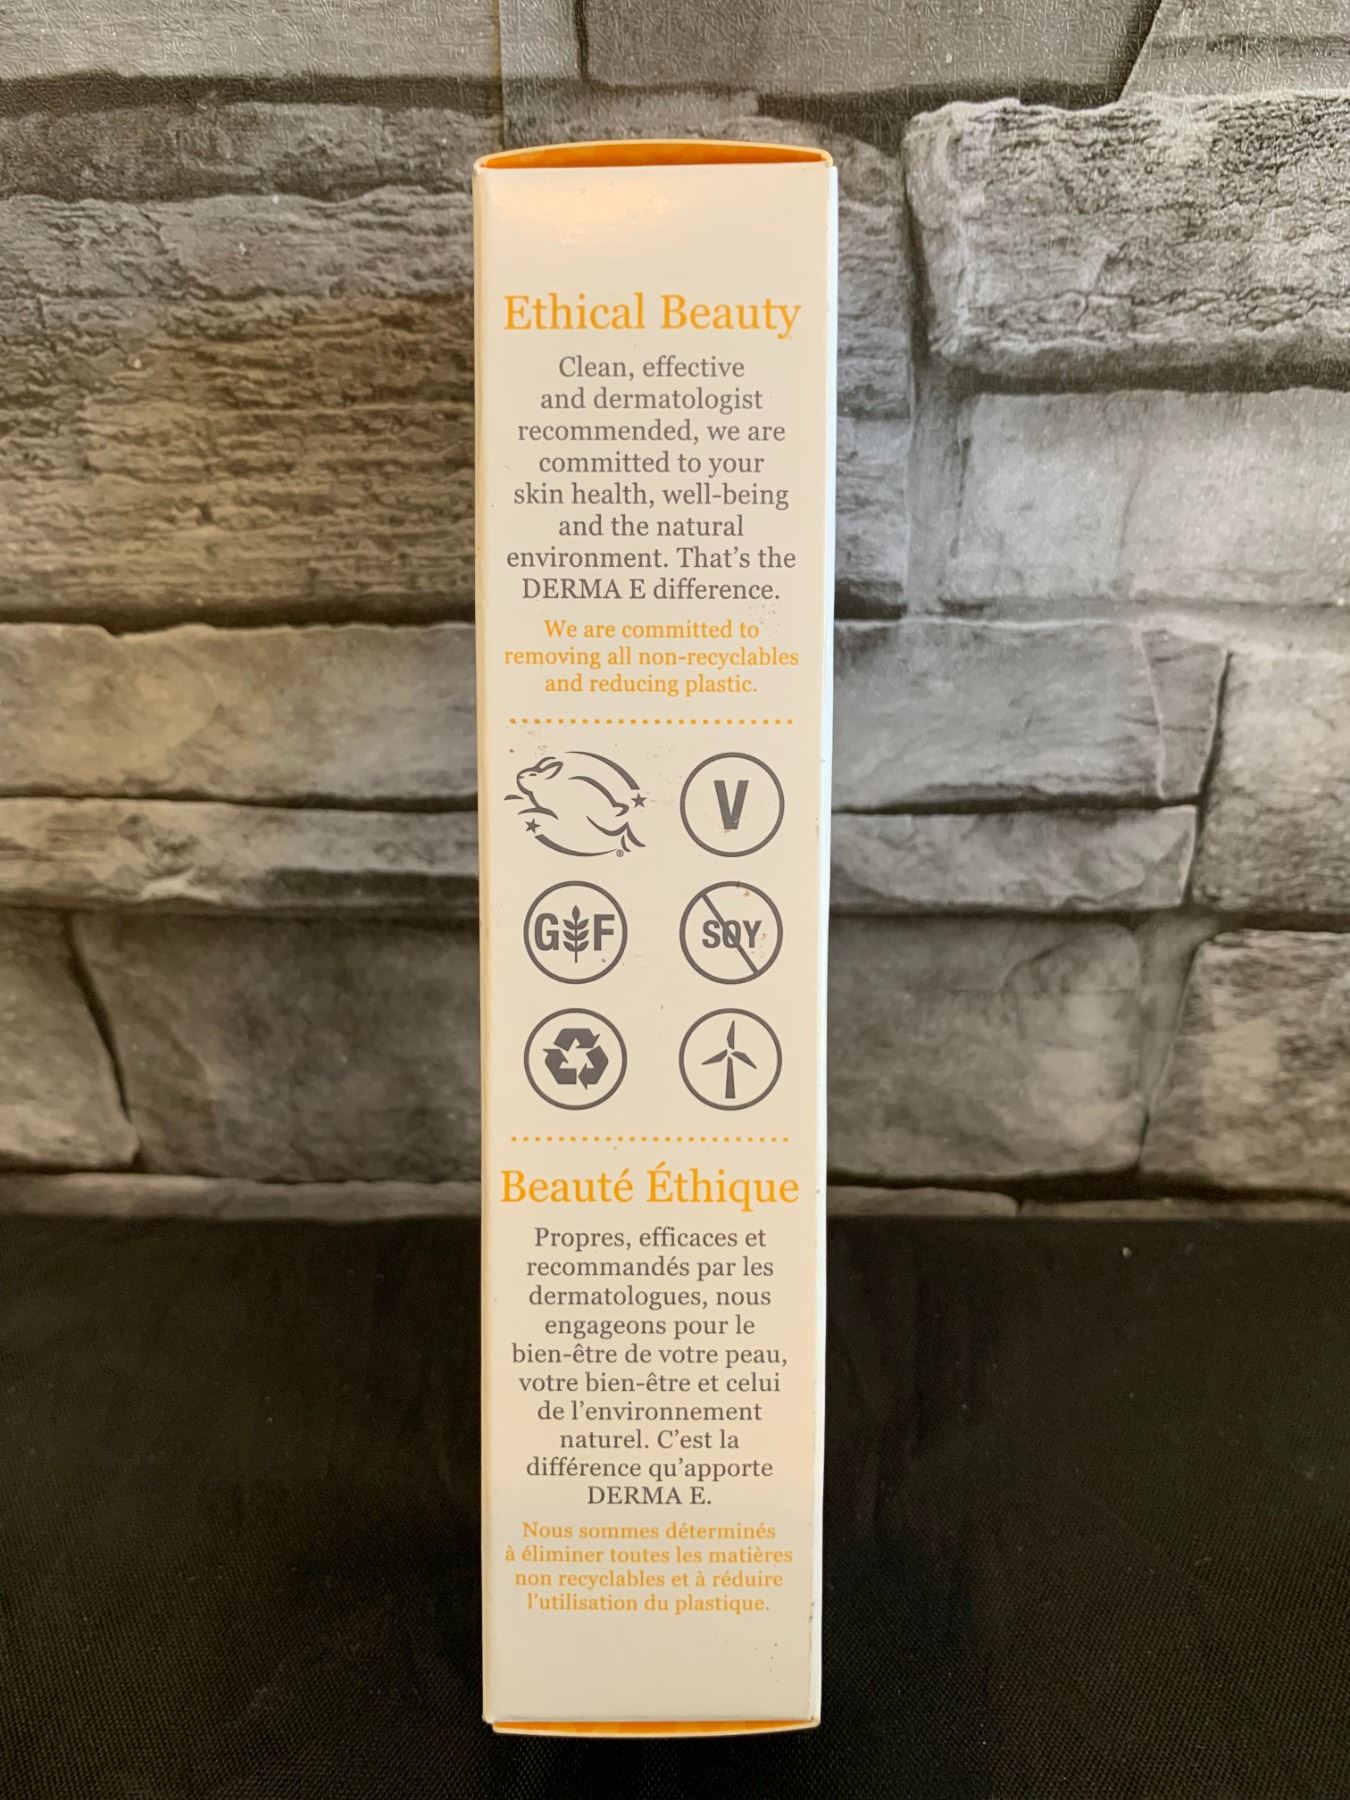 Ethical Beauty
Clean, effective
and dermatologist
recommended, we are
committed to your
skin health, well-being
and the natural
environment. That's the
DERMA E difference.
We are committed to
removing all non-recyclables
and reducing plastic.
®
V
GF
SOY
Beauté Éthique
Propres, efficaces et
recommandés par les
dermatologues, nous
engageons pour le
bien-être de votre peau,
votre bien-être et celui
de l'environnement
naturel. C'est la
différence qu'apporte
DERMA E.
Nous sommes déterminés
à éliminer toutes les matières
non recyclables et à réduire
l'utilisation du plastique.